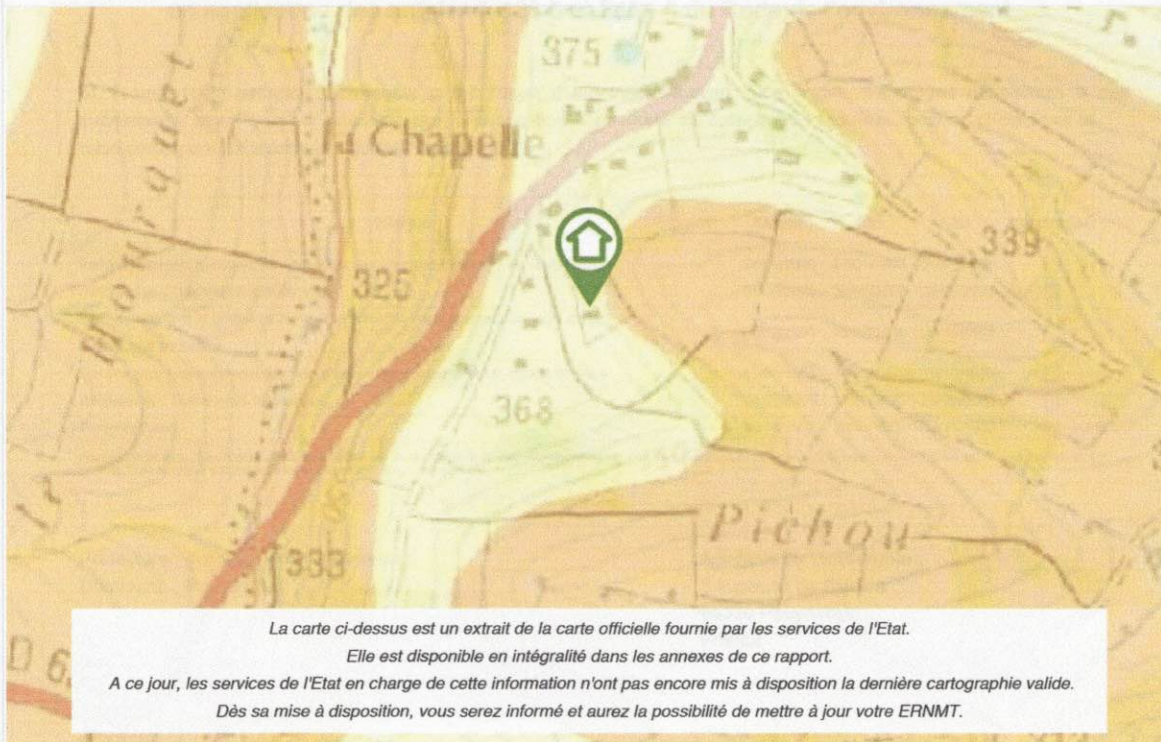 375
la Chapelle
Hourquet
339
325
368
Pichou
333
D 6
La carte ci-dessus est un extrait de la carte officielle fournie par les services de l'Etat.
Elle est disponible en intégralité dans les annexes de ce rapport.
A ce jour, les services de l'Etat en charge de cette information n'ont pas encore mis à disposition la dernière cartographie valide.
Dès sa mise à disposition, vous serez informé et aurez la possibilité de mettre à jour votre ERNMT.